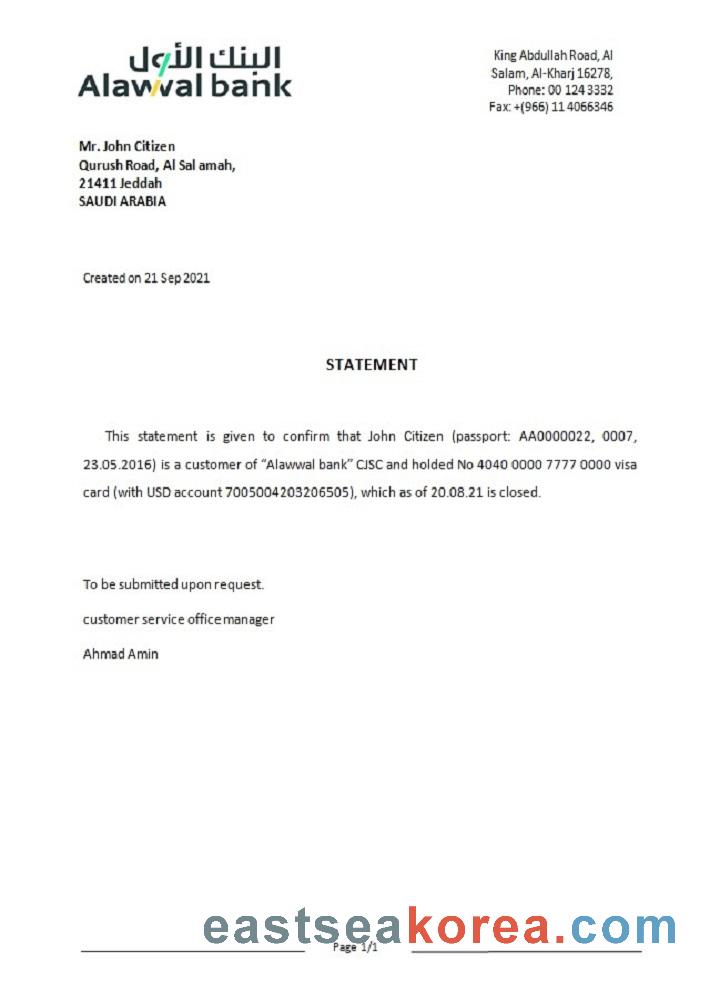 البنك الأول
Alawwal bank
King Abdullah Road, Al
Salam, Al-Kharj 16278,
Phone: 00 124 3332
Fax: +(966) 11 4066346
Mr. John Citizen
Qurush Road, Al Sal amah,
21411 Jeddah
SAUDI ARABIA
Created on 21 Sep 2021
STATEMENT
This statement is given to confirm that John Citizen (passport: AA0000022, 0007,
23.05.2016) is a customer of “Alawwal bank” CJSC and holded No 4040 0000 7777 0000 visa
card (with USD account 7005004203206505), which as of 20.08.21 is closed.
To be submitted upon request.
customer service office manager
Ahmad Amin
eastseakorea.com
Page 1/1